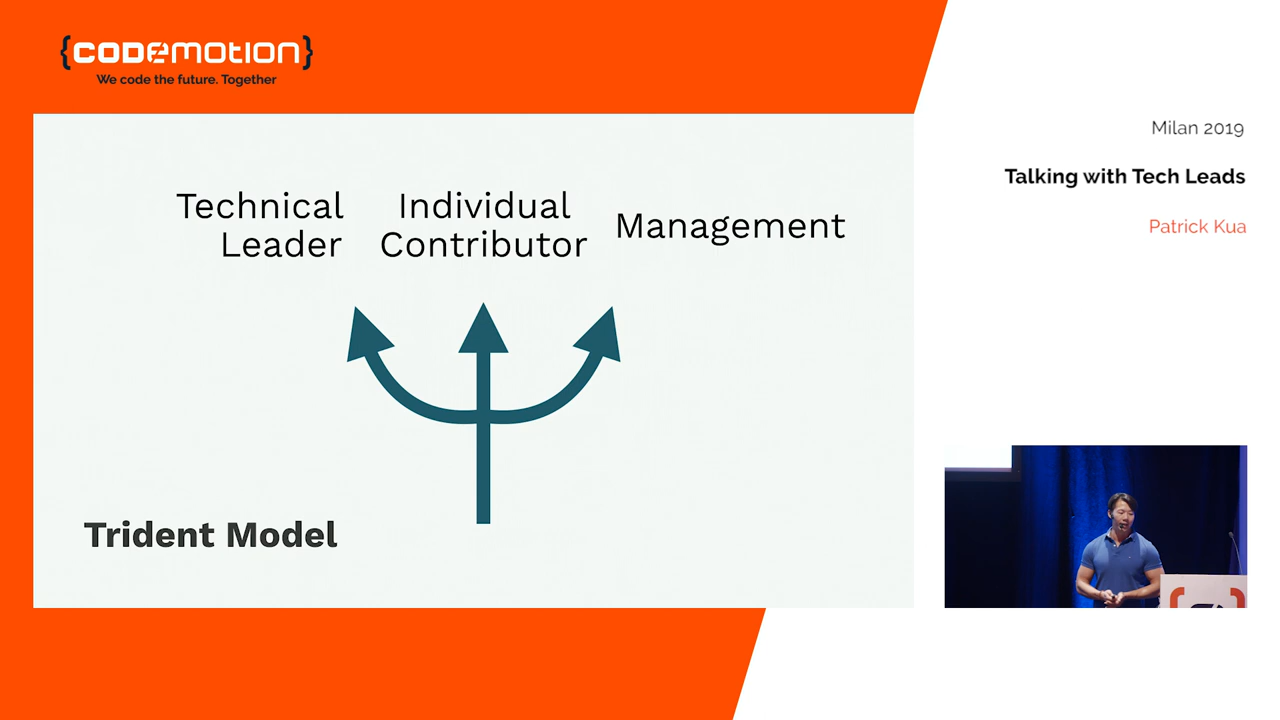 {CODEMOTION}
We code the future. Together
Milan 2019
Talking with Tech Leads
Patrick Kua
Technical
Leader
Individual
Contributor
Management
Trident Model